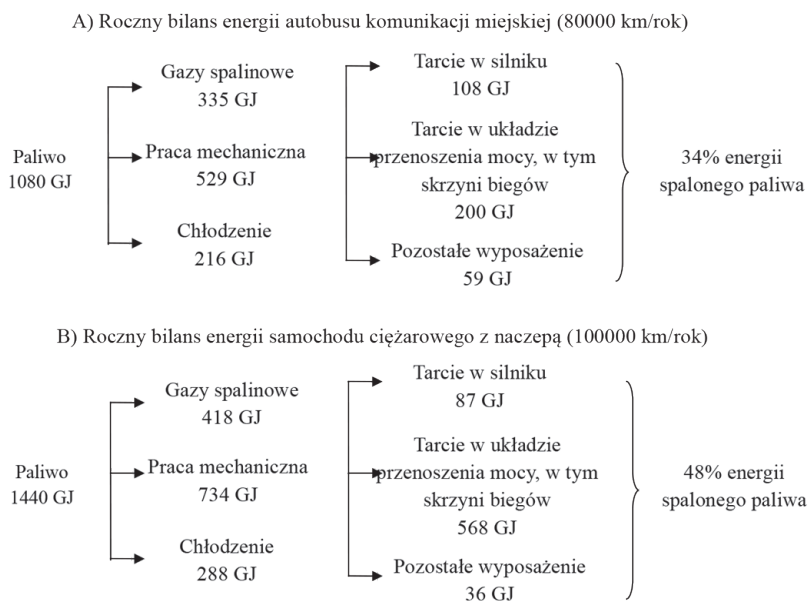 A) Roczny bilans energii autobusu komunikacji miejskiej (80000 km/rok)
Paliwo
1080 GJ
Gazy spalinowe
335 GJ
Praca mechaniczna
529 GJ
Chłodzenie
216 GJ
Tarcie w silniku
108 GJ
Tarcie w układzie
przenoszenia mocy, w tym
skrzyni biegów
200 GJ
Pozostałe wyposażenie
59 GJ
34% energii
spalonego paliwa
B) Roczny bilans energii samochodu ciężarowego z naczepą (100000 km/rok)
Paliwo
1440 GJ
Gazy spalinowe
418 GJ
Praca mechaniczna
734 GJ
Chłodzenie
288 GJ
Tarcie w silniku
87 GJ
Tarcie w układzie
przenoszenia mocy, w tym
skrzyni biegów
568 GJ
Pozostałe wyposażenie
36 GJ
48% energii
spalonego paliwa